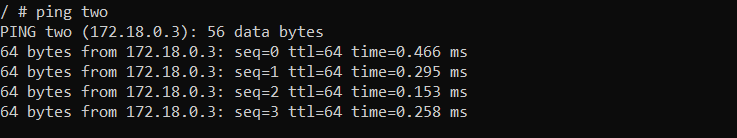 / # ping two
PING two (172.18.0.3): 56 data bytes
64 bytes from 172.18.0.3: seq=0 ttl=64 time=0.466 ms
64 bytes from 172.18.0.3: seq=1 ttl=64 time=0.295 ms
64 bytes from 172.18.0.3: seq=2 ttl=64 time=0.153 ms
64 bytes from 172.18.0.3: seq=3 ttl=64 time=0.258 ms